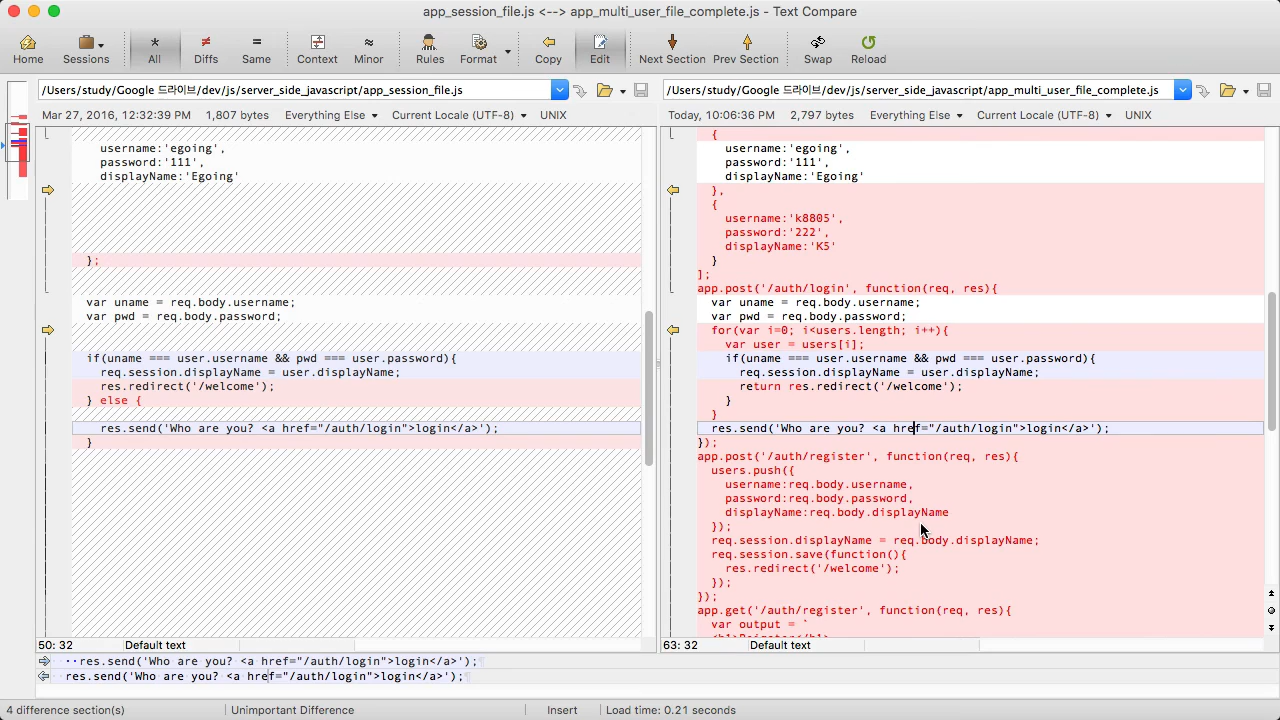 app_session_file.js <--> app_multi_user_file_complete.js - Text Compare
Home Sessions All Diffs Same Context Minor Rules Format Copy Edit Next Section Prev Section Swap Reload
/Users/study/Google 드라이브/dev/js/server_side_javascript/app_session_file.js
/Users/study/Google 드라이브/dev/js/server_side_javascript/app_multi_user_file_complete.js
Mar 27, 2016, 12:32:39 PM 1,807 bytes Everything Else Current Locale (UTF-8) UNIX
Today, 10:06:36 PM 2,797 bytes Everything Else Current Locale (UTF-8) UNIX
username:'egoing',
password:'111',
displayName:'Egoing'
};
var uname = req.body.username;
var pwd = req.body.password;
if(uname === user.username && pwd === user.password){
req.session.displayName = user.displayName;
res.redirect('/welcome');
} else {
res.send('Who are you? <a href="/auth/login">login</a>');
}
{
username:'egoing',
password:'111',
displayName:'Egoing'
},
{
username:'k8805',
password:'222',
displayName:'K5'
}
];
app.post('/auth/login', function(req, res){
var uname = req.body.username;
var pwd = req.body.password;
for(var i=0; i<users.length; i++){
var user = users[i];
if(uname === user.username && pwd === user.password){
req.session.displayName = user.displayName;
return res.redirect('/welcome');
}
}
res.send('Who are you? <a href="/auth/login">login</a>');
});
app.post('/auth/register', function(req, res){
users.push({
username:req.body.username,
password:req.body.password,
displayName:req.body.displayName
});
req.session.displayName = req.body.displayName;
req.session.save(function(){
res.redirect('/welcome');
});
});
app.get('/auth/register', function(req, res){
var output = `
50: 32 Default text
63: 32 Default text
··res.send('Who are you? <a href="/auth/login">login</a>');¶
res.send('Who are you? <a href="/auth/login">login</a>');¶
4 difference section(s) Unimportant Difference Insert Load time: 0.21 seconds